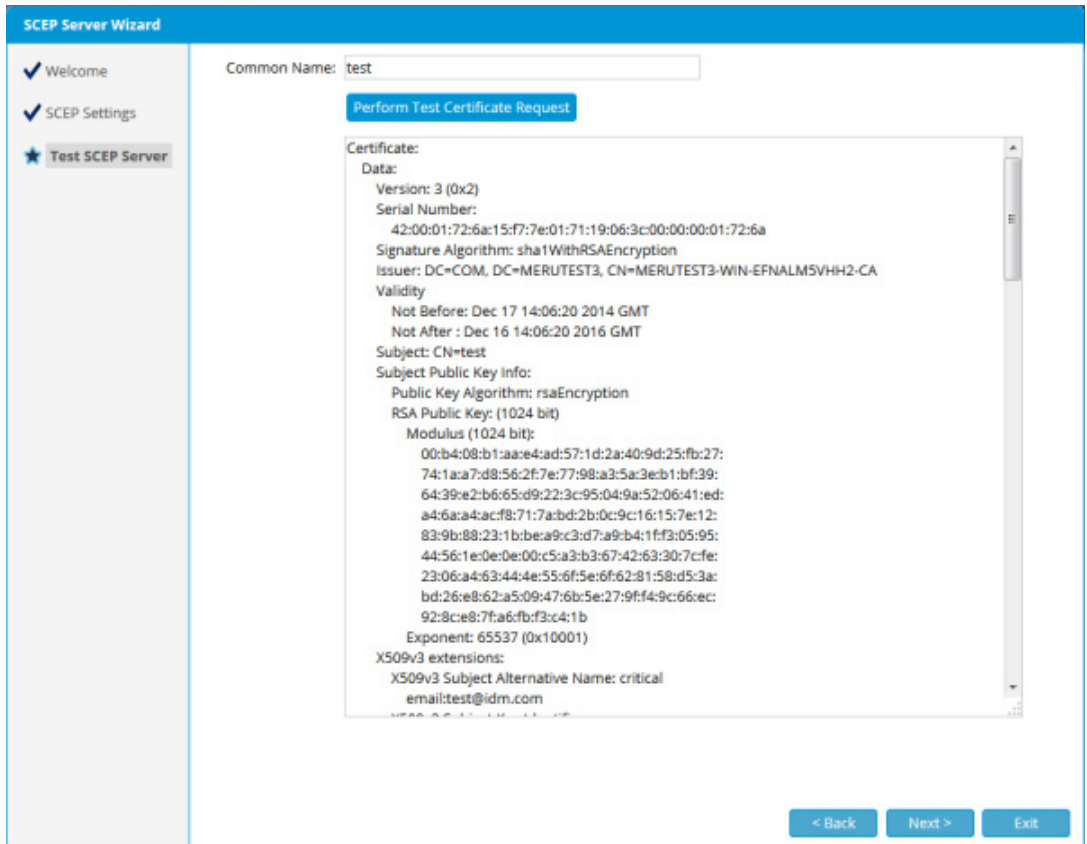 SCEP Server Wizard
Welcome
SCEP Settings
Test SCEP Server
Common Name: test
Perform Test Certificate Request
Certificate:
Data:
Version: 3 (0x2)
Serial Number:
42:00:01:72:6a:15:f7:7e:01:71:19:06:3c:00:00:00:01:72:6a
Signature Algorithm: sha1WithRSAEncryption
Issuer: DC=COM, DC=MERUTEST3, CN=MERUTEST3-WIN-EFNALM5VHH2-CA
Validity
Not Before: Dec 17 14:06:20 2014 GMT
Not After : Dec 16 14:06:20 2016 GMT
Subject: CN=test
Subject Public Key Info:
Public Key Algorithm: rsaEncryption
RSA Public Key: (1024 bit)
Modulus (1024 bit):
00:b4:08:b1:aa:e4:ad:57:1d:2a:40:9d:25:fb:27:
74:1a:a7:d8:56:2f:7e:77:98:a3:5a:3e:b1:bf:39:
64:39:e2:b6:65:d9:22:3c:95:04:9a:52:06:41:ed:
a4:6a:a4:ac:f8:71:7a:bd:2b:0c:9c:16:15:7e:12:
83:9b:88:23:1b:be:a9:c3:d7:a9:b4:1f:f3:05:95:
44:56:1e:0e:0e:00:c5:a3:b3:67:42:63:30:7c:fe:
23:06:a4:63:44:4e:55:6f:5e:6f:62:81:58:d5:3a:
bd:26:e8:62:a5:09:47:6b:5e:27:9f:f4:9c:66:ec:
92:8c:e8:7f:a6:fb:f3:c4:1b
Exponent: 65537 (0x10001)
X509v3 extensions:
X509v3 Subject Alternative Name: critical
email:test@idm.com
< Back
Next >
Exit